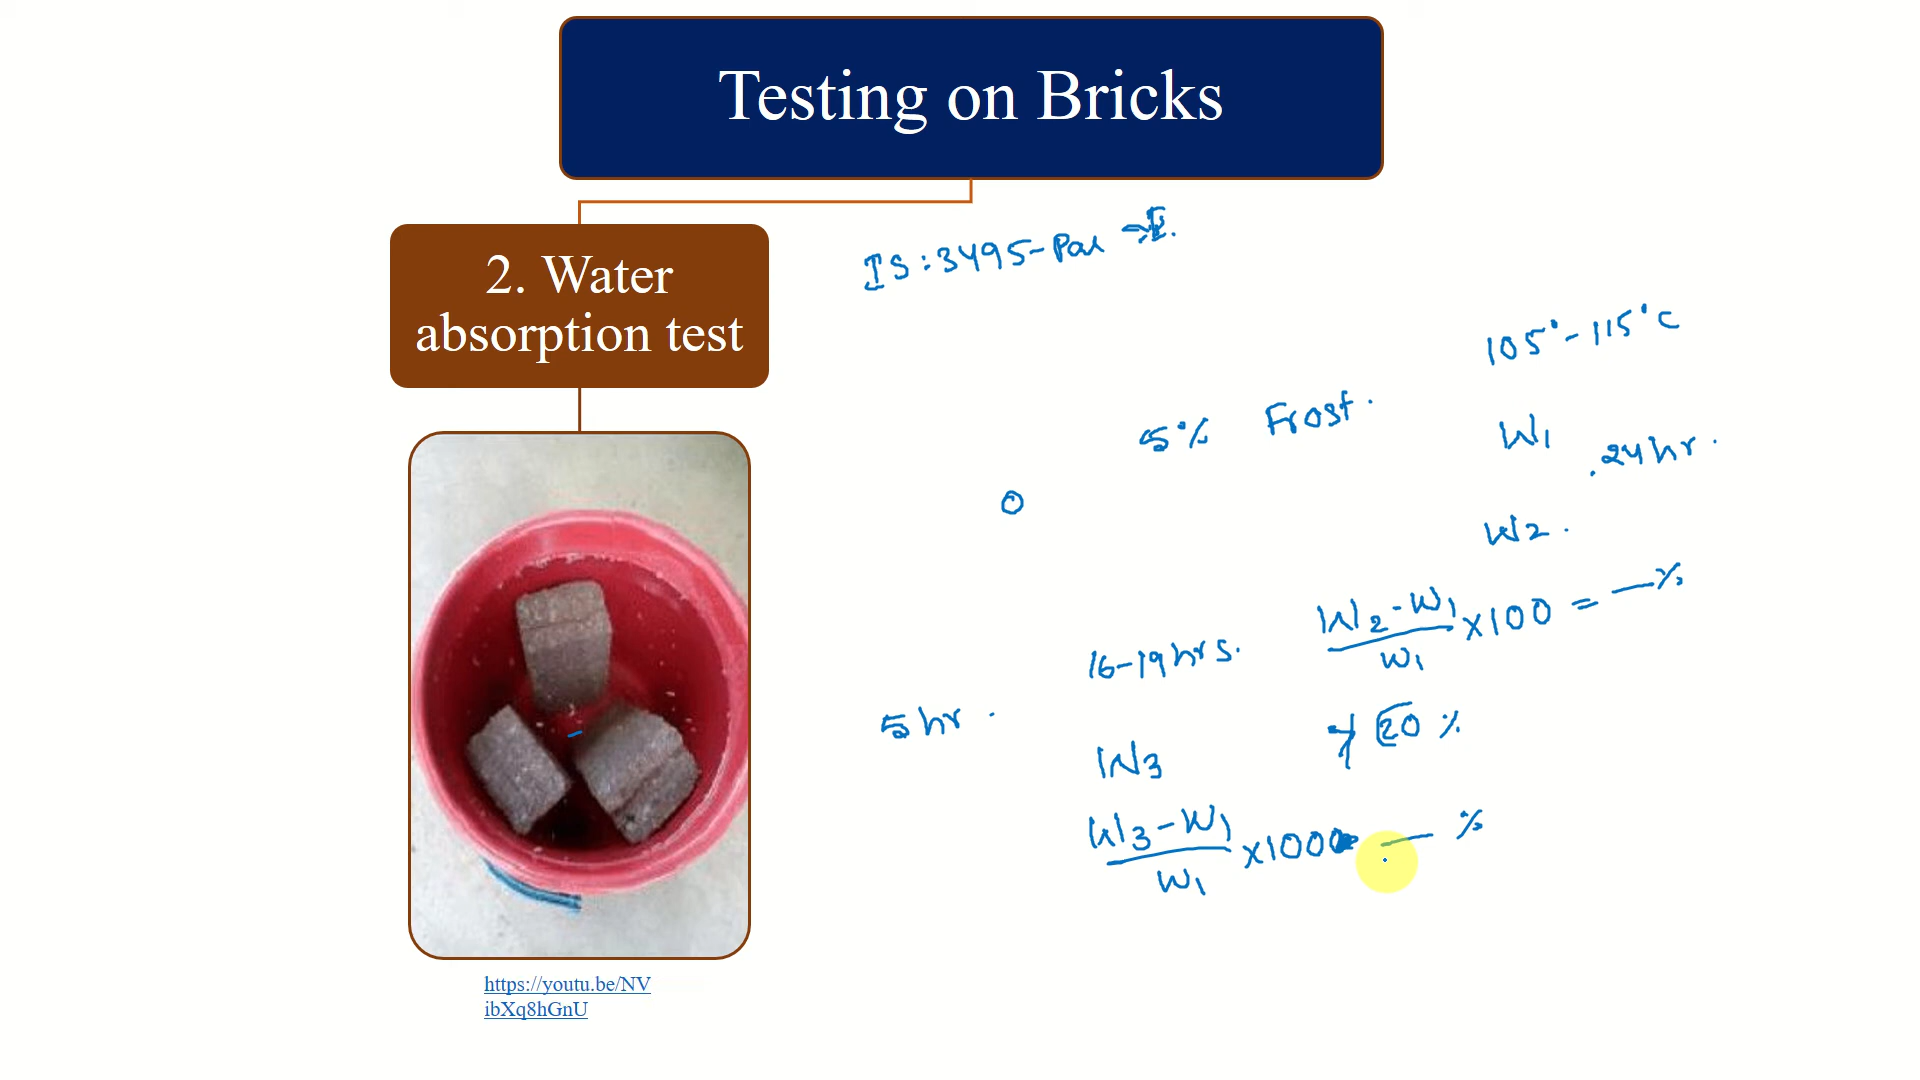 Testing on Bricks
2. Water
absorption test
IS:3495-Par → II.
105°-115°C
5% Frost.
W1
.24hr.
W2.
W2-W1
W1
x100 = —%
16-19hrs.
5hr.
≯ 20%
W3
W3-W1
W1
x100
— %
https://youtu.be/NV
ibXq8hGnU